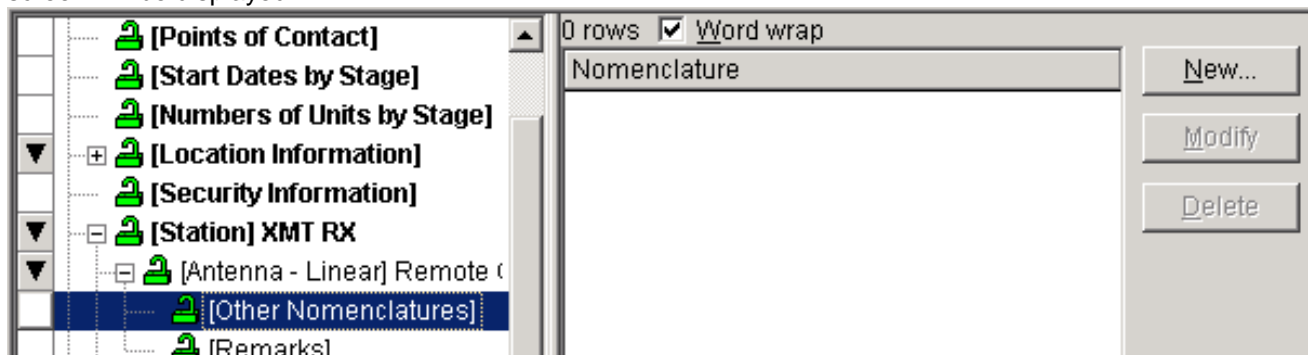 [Points of Contact]
[Start Dates by Stage]
[Numbers of Units by Stage]
[Location Information]
[Security Information]
[Station] XMT RX
[Antenna - Linear] Remote
[Other Nomenclatures]
[Remarks]
0 rows Word wrap
Nomenclature
New...
Modify
Delete